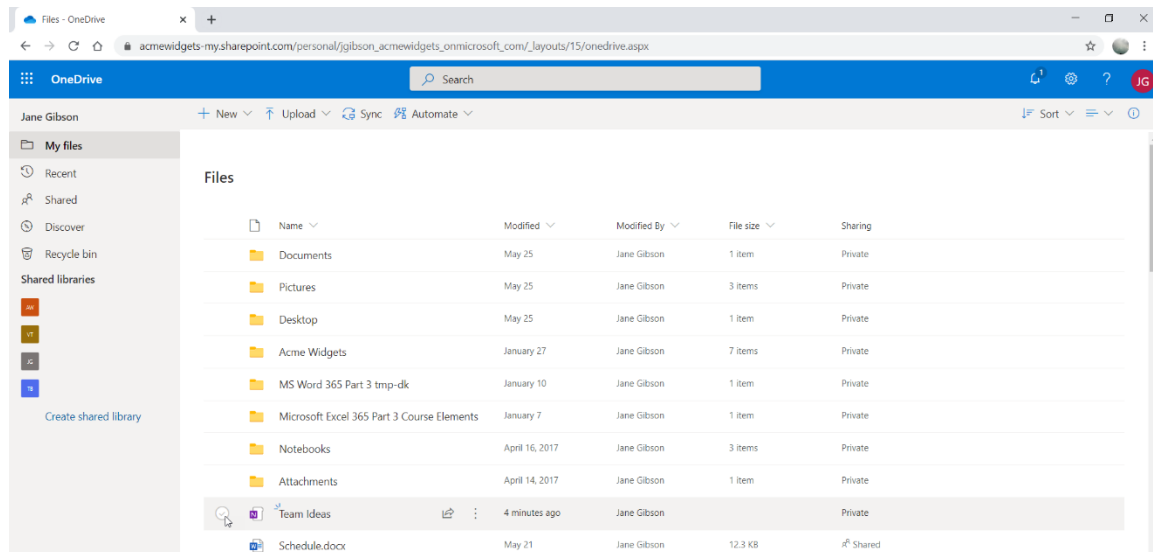 Files - OneDrive
acmewidgets-my.sharepoint.com/personal/jgibson_acmewidgets_onmicrosoft_com/_layouts/15/onedrive.aspx
OneDrive Search 1 ? JG
Jane Gibson New Upload Sync Automate Sort
My files
Recent
Shared
Discover
Recycle bin
Shared libraries
AW
VT
JG
TB
Create shared library
Files
Name Modified Modified By File size Sharing
Documents May 25 Jane Gibson 1 item Private
Pictures May 25 Jane Gibson 3 items Private
Desktop May 25 Jane Gibson 1 item Private
Acme Widgets January 27 Jane Gibson 7 items Private
MS Word 365 Part 3 tmp-dk January 10 Jane Gibson 1 item Private
Microsoft Excel 365 Part 3 Course Elements January 7 Jane Gibson 1 item Private
Notebooks April 16, 2017 Jane Gibson 3 items Private
Attachments April 14, 2017 Jane Gibson 1 item Private
Team Ideas 4 minutes ago Jane Gibson Private
Schedule.docx May 21 Jane Gibson 12.3 KB Shared